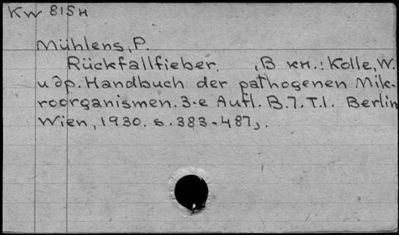 KW 815н
Mühlens, P.
Rückfallfieber. , В кн.: Kolle, W.
и др. Handbuch der pathogenen Mik-
roorganismen. 3-e Aufl. B.7. T.1. Berlin
Wien, 1930. s. 383-487,.